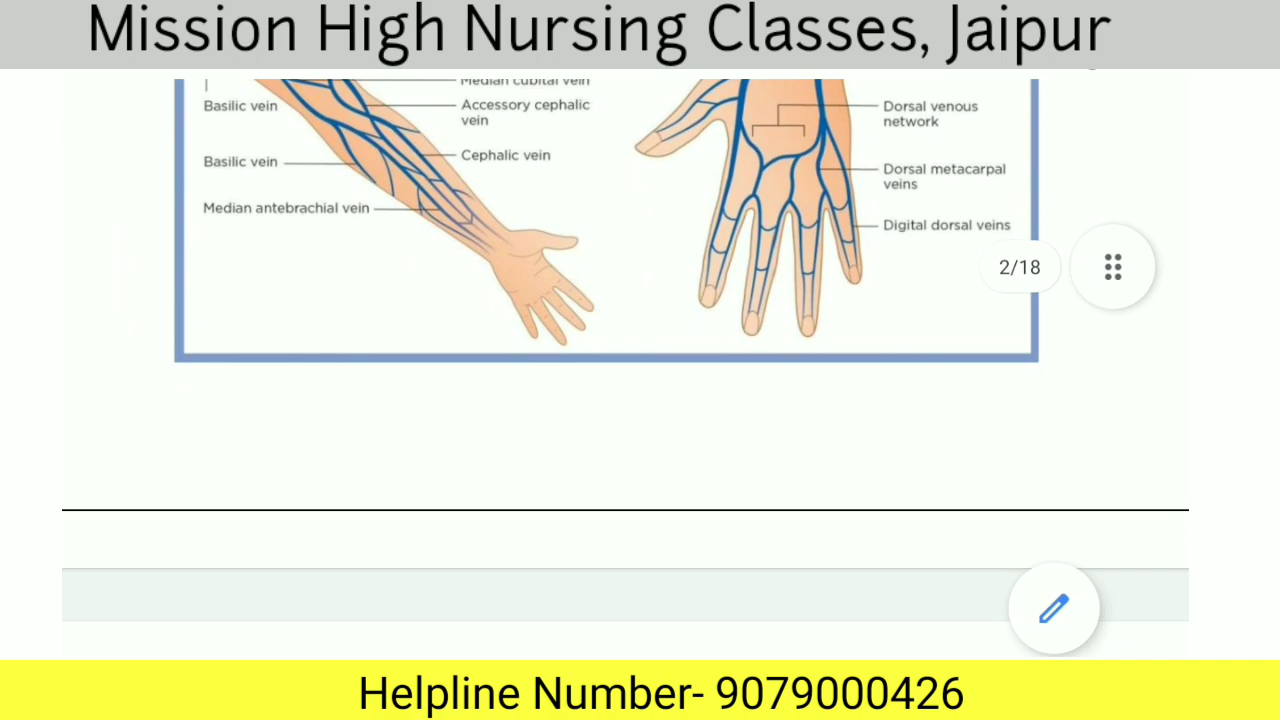 Mission High Nursing Classes, Jaipur
Median cubital vein
Basilic vein
Accessory cephalic
vein
Cephalic vein
Basilic vein
Median antebrachial vein
Dorsal venous
network
Dorsal metacarpal
veins
Digital dorsal veins
2/18
Helpline Number- 9079000426